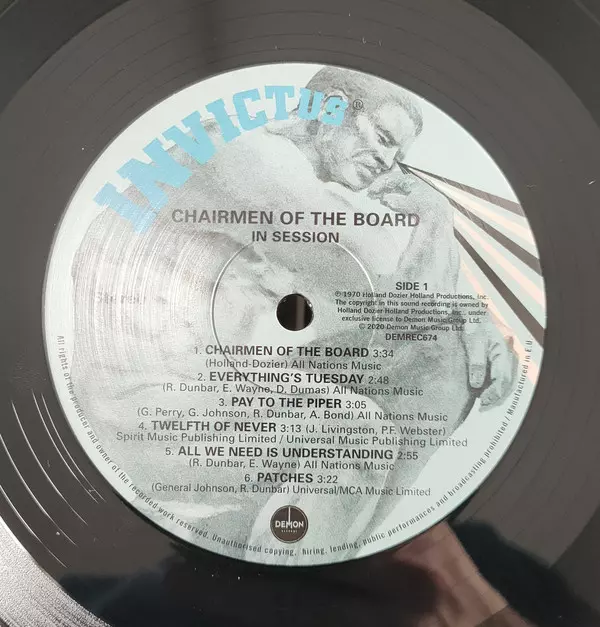 INVICTUS®
CHAIRMEN OF THE BOARD
IN SESSION
Stereo
SIDE 1
℗ 1970 Holland Dozier Holland Productions, Inc.
The copyright in this sound recording is owned by
Holland Dozier Holland Productions, Inc., under
exclusive license to Demon Music Group Ltd.
© 2020 Demon Music Group Ltd.
DEMREC674
1. CHAIRMEN OF THE BOARD 3:34
(Holland-Dozier) All Nations Music
2. EVERYTHING'S TUESDAY 2:48
(R. Dunbar, E. Wayne, D. Dumas) All Nations Music
3. PAY TO THE PIPER 3:05
(G. Perry, G. Johnson, R. Dunbar, A. Bond) All Nations Music
4. TWELFTH OF NEVER 3:13 (J. Livingston, P.F. Webster)
Spirit Music Publishing Limited / Universal Music Publishing Limited
5. ALL WE NEED IS UNDERSTANDING 2:55
(R. Dunbar, E. Wayne) All Nations Music
6. PATCHES 3:22
(General Johnson, R. Dunbar) Universal/MCA Music Limited
DEMON
RECORDS
All rights of the producer and owner of the recorded work reserved. Unauthorised copying, hiring, lending, public performances and broadcasting prohibited / Manufactured in E.U